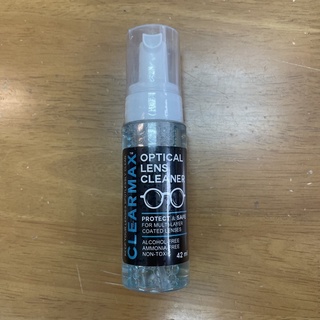 CLEARMAX
OPTICAL
LENS
CLEANER
PROTECT & SAFE
FOR MULTI-LAYER
COATED LENSES
ALCOHOL FREE
AMMONIA FREE
NON-TOXIC
42 ml